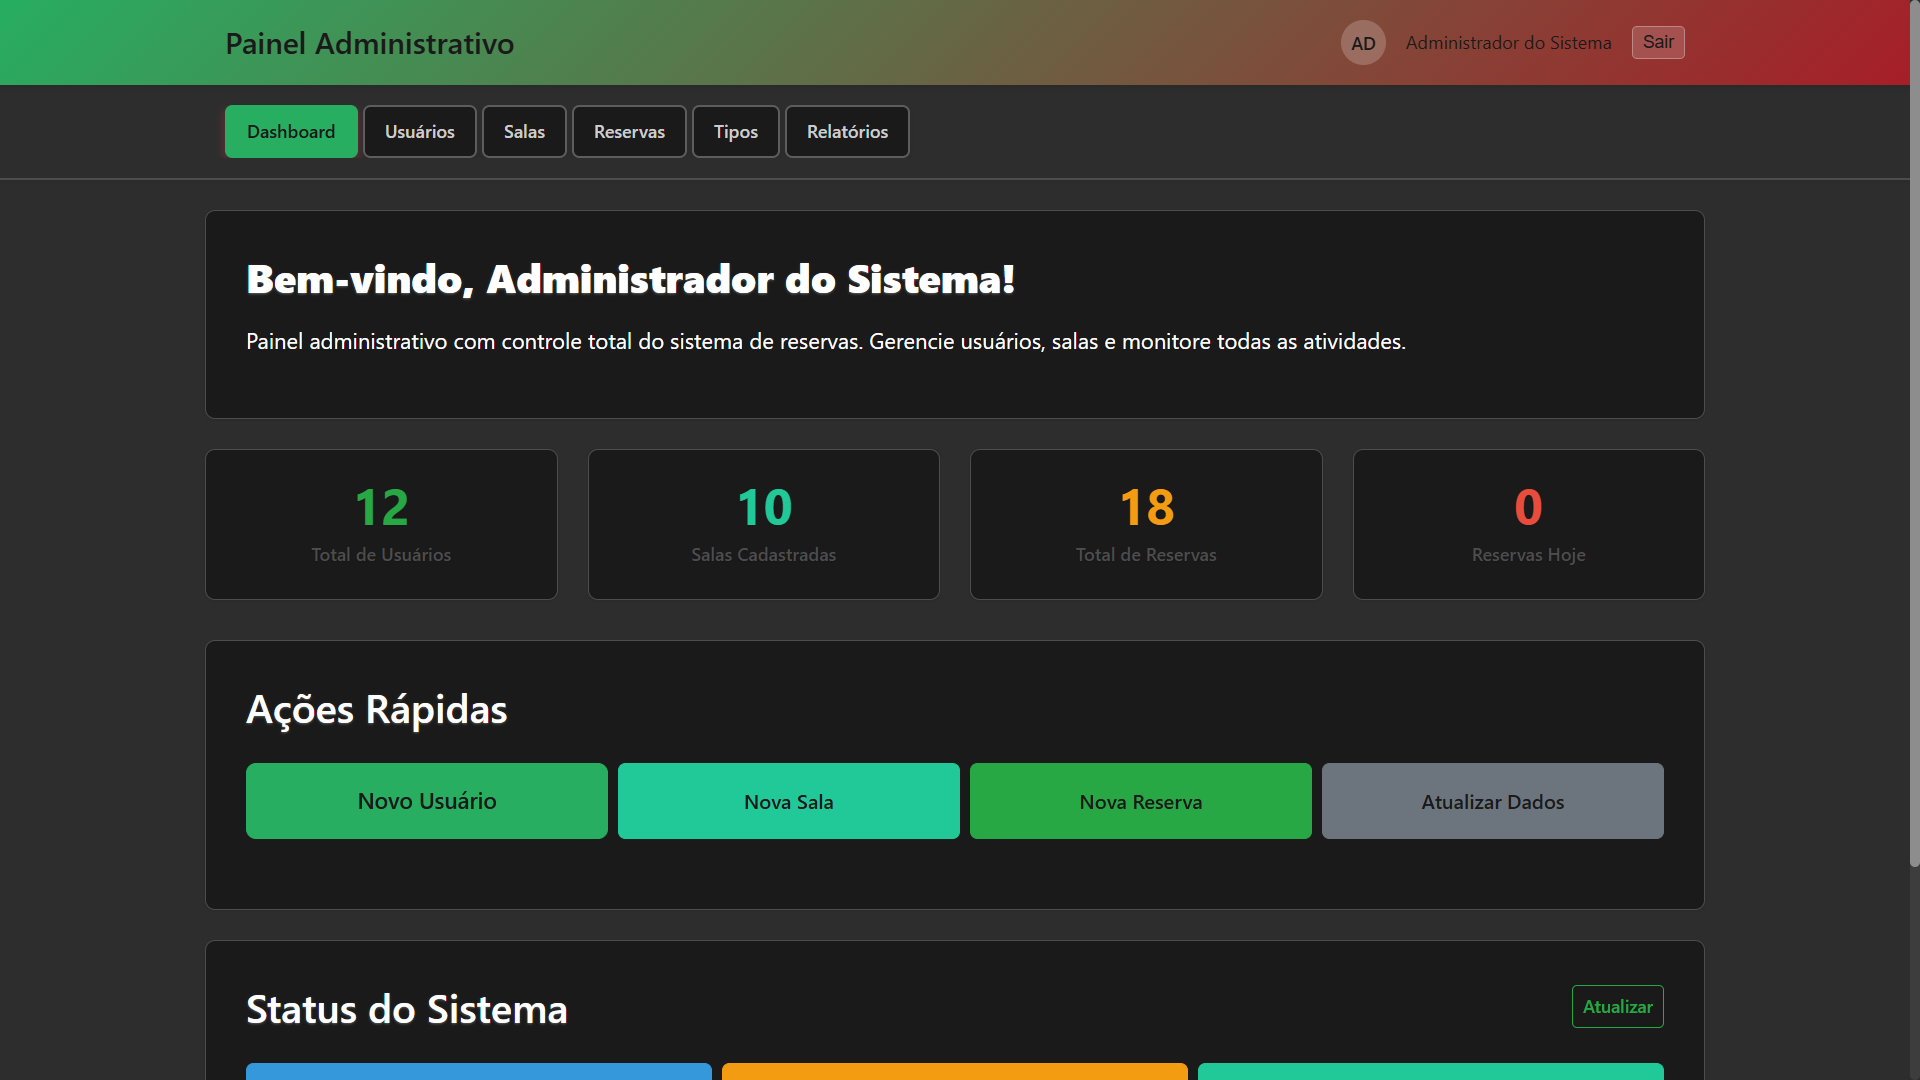 Painel Administrativo
AD Administrador do Sistema Sair
Dashboard Usuários Salas Reservas Tipos Relatórios
Bem-vindo, Administrador do Sistema!
Painel administrativo com controle total do sistema de reservas. Gerencie usuários, salas e monitore todas as atividades.
12
Total de Usuários
10
Salas Cadastradas
18
Total de Reservas
0
Reservas Hoje
Ações Rápidas
Novo Usuário Nova Sala Nova Reserva Atualizar Dados
Status do Sistema
Atualizar